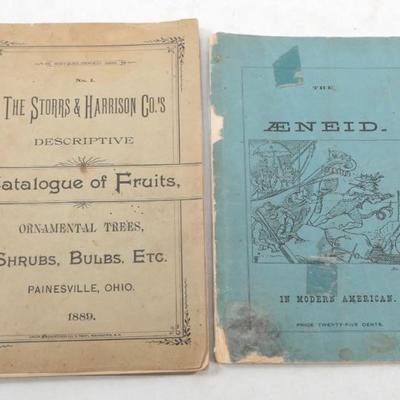 No. 1.
THE STORRS & HARRISON CO.'S
DESCRIPTIVE
Catalogue of Fruits,
ORNAMENTAL TREES,
SHRUBS, BULBS, ETC.
PAINESVILLE, OHIO.
1889.
THE
ÆNEID.
IN MODERN AMERICAN.
PRICE TWENTY-FIVE CENTS.